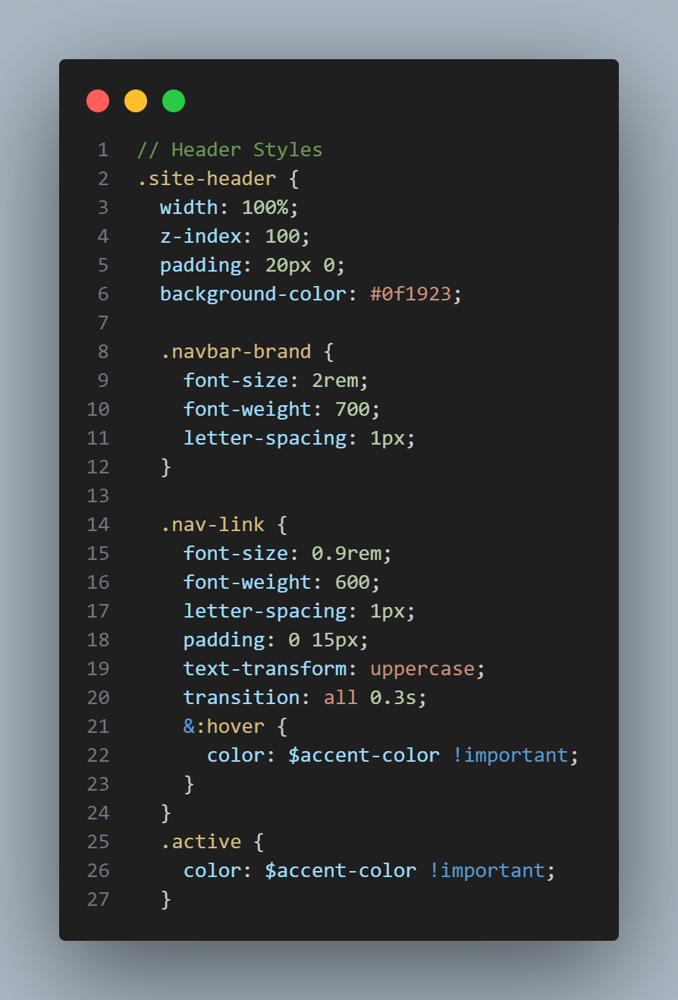 1 // Header Styles
2 .site-header {
3   width: 100%;
4   z-index: 100;
5   padding: 20px 0;
6   background-color: #0f1923;
7
8   .navbar-brand {
9     font-size: 2rem;
10     font-weight: 700;
11     letter-spacing: 1px;
12   }
13
14   .nav-link {
15     font-size: 0.9rem;
16     font-weight: 600;
17     letter-spacing: 1px;
18     padding: 0 15px;
19     text-transform: uppercase;
20     transition: all 0.3s;
21     &:hover {
22       color: $accent-color !important;
23     }
24   }
25   .active {
26     color: $accent-color !important;
27   }